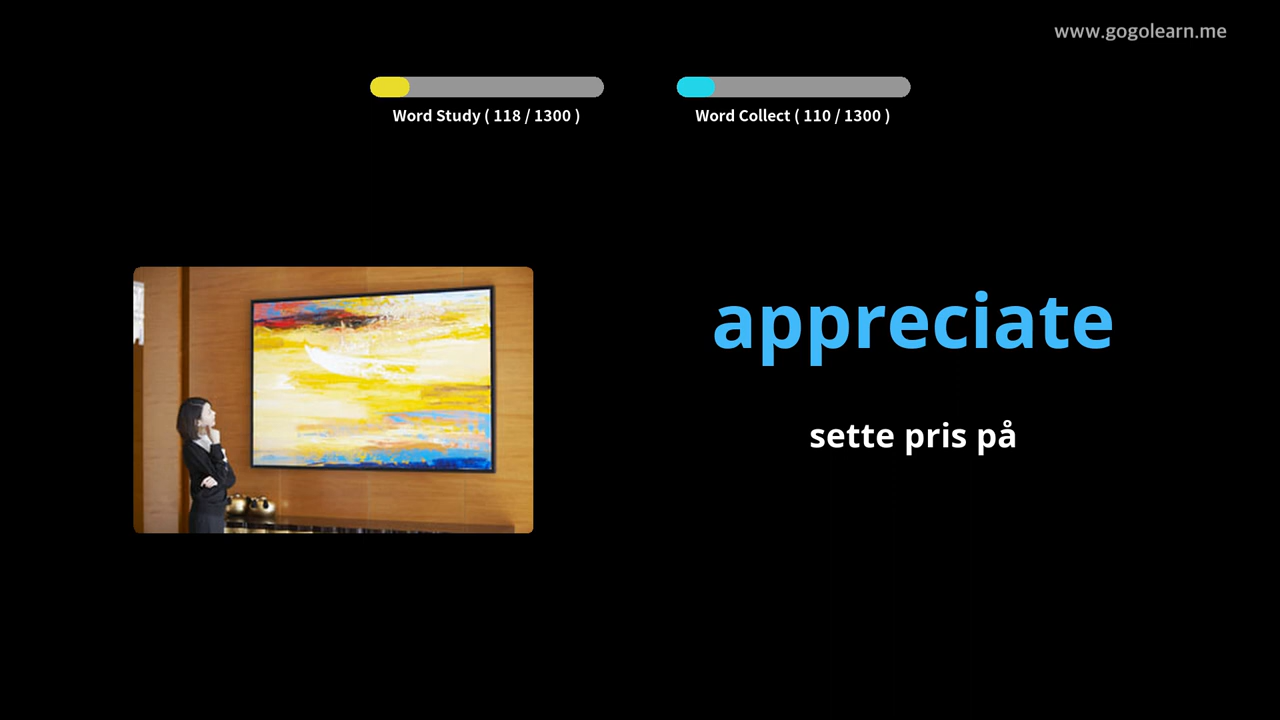 www.gogolearn.me
Word Study ( 118 / 1300 )
Word Collect ( 110 / 1300 )
appreciate
sette pris på